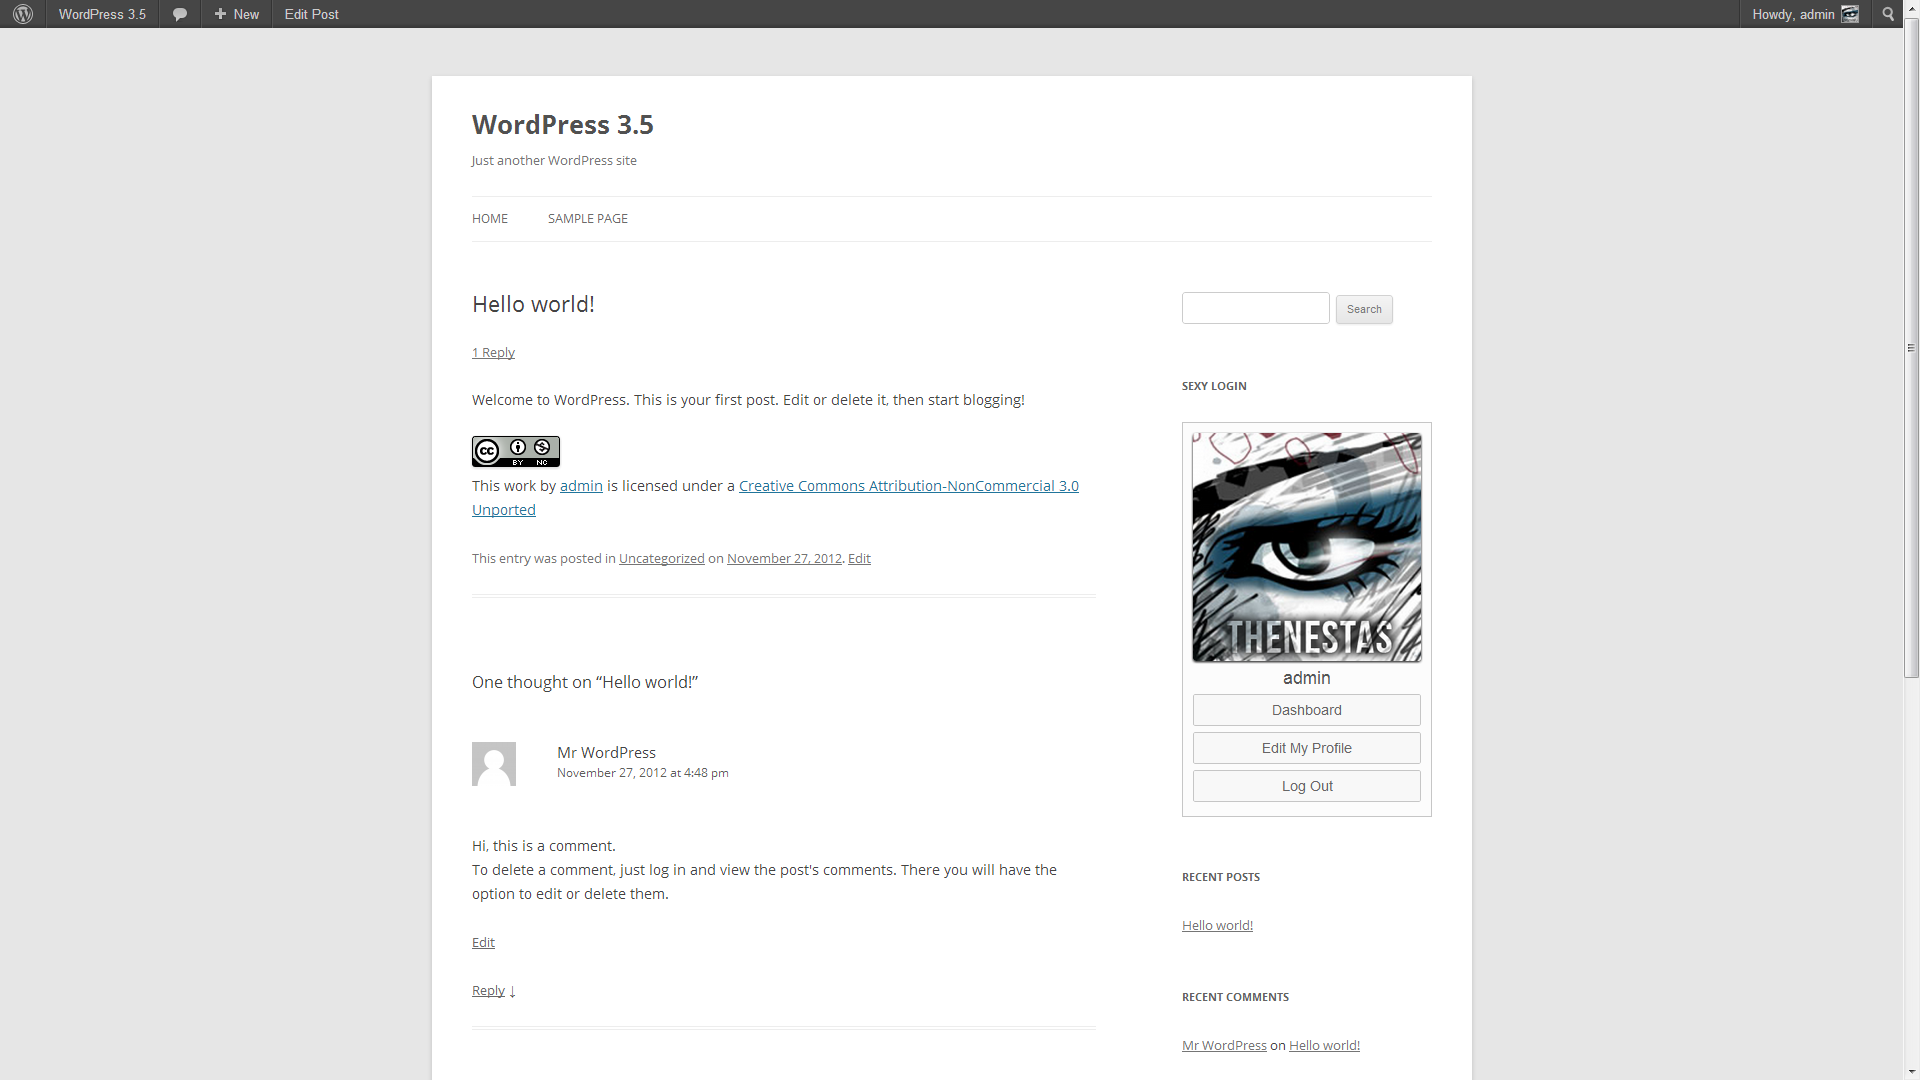 WordPress 3.5
New
Edit Post
Howdy, admin
WordPress 3.5
Just another WordPress site
HOME
SAMPLE PAGE
Hello world!
1 Reply
Welcome to WordPress. This is your first post. Edit or delete it, then start blogging!
cc
BY NC
This work by admin is licensed under a Creative Commons Attribution-NonCommercial 3.0
Unported
This entry was posted in Uncategorized on November 27, 2012. Edit
One thought on “Hello world!”
Mr WordPress
November 27, 2012 at 4:48 pm
Hi, this is a comment.
To delete a comment, just log in and view the post's comments. There you will have the
option to edit or delete them.
Edit
Reply ↓
Search
SEXY LOGIN
THENESTAS
admin
Dashboard
Edit My Profile
Log Out
RECENT POSTS
Hello world!
RECENT COMMENTS
Mr WordPress on Hello world!